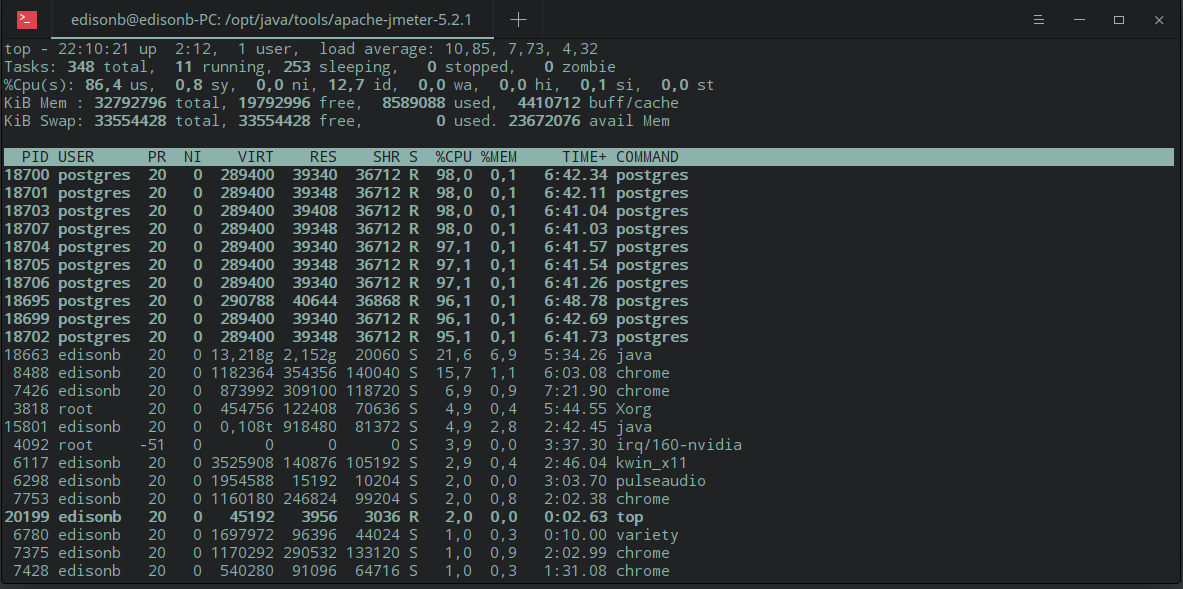 edisonb@edisonb-PC: /opt/java/tools/apache-jmeter-5.2.1
top - 22:10:21 up  2:12,  1 user,  load average: 10,85, 7,73, 4,32
Tasks: 348 total,  11 running, 253 sleeping,   0 stopped,   0 zombie
%Cpu(s): 86,4 us,  0,8 sy,  0,0 ni, 12,7 id,  0,0 wa,  0,0 hi,  0,1 si,  0,0 st
KiB Mem : 32792796 total, 19792996 free,  8589088 used,  4410712 buff/cache
KiB Swap: 33554428 total, 33554428 free,        0 used. 23672076 avail Mem
  PID USER      PR  NI    VIRT    RES    SHR S  %CPU %MEM     TIME+ COMMAND
18700 postgres  20   0  289400  39340  36712 R  98,0  0,1   6:42.34 postgres
18701 postgres  20   0  289400  39348  36712 R  98,0  0,1   6:42.11 postgres
18703 postgres  20   0  289400  39408  36712 R  98,0  0,1   6:41.04 postgres
18707 postgres  20   0  289400  39348  36712 R  98,0  0,1   6:41.03 postgres
18704 postgres  20   0  289400  39340  36712 R  97,1  0,1   6:41.57 postgres
18705 postgres  20   0  289400  39348  36712 R  97,1  0,1   6:41.54 postgres
18706 postgres  20   0  289400  39340  36712 R  97,1  0,1   6:41.26 postgres
18695 postgres  20   0  290788  40644  36868 R  96,1  0,1   6:48.78 postgres
18699 postgres  20   0  289400  39340  36712 R  96,1  0,1   6:42.69 postgres
18702 postgres  20   0  289400  39348  36712 R  95,1  0,1   6:41.73 postgres
18663 edisonb   20   0 13,218g 2,152g  20060 S  21,6  6,9   5:34.26 java
 8488 edisonb   20   0 1182364 354356 140040 S  15,7  1,1   6:03.08 chrome
 7426 edisonb   20   0  873992 309100 118720 S   6,9  0,9   7:21.90 chrome
 3818 root      20   0  454756 122408  70636 S   4,9  0,4   5:44.55 Xorg
15801 edisonb   20   0  0,108t 918480  81372 S   4,9  2,8   2:42.45 java
 4092 root     -51   0       0      0      0 S   3,9  0,0   3:37.30 irq/160-nvidia
 6117 edisonb   20   0 3525908 140876 105192 S   2,9  0,4   2:46.04 kwin_x11
 6298 edisonb   20   0 1954588  15192  10204 S   2,0  0,0   3:03.70 pulseaudio
 7753 edisonb   20   0 1160180 246824  99204 S   2,0  0,8   2:02.38 chrome
20199 edisonb   20   0   45192   3956   3036 R   2,0  0,0   0:02.63 top
 6780 edisonb   20   0 1697972  96396  44024 S   1,0  0,3   0:10.00 variety
 7375 edisonb   20   0 1170292 290532 133120 S   1,0  0,9   2:02.99 chrome
 7428 edisonb   20   0  540280  91096  64716 S   1,0  0,3   1:31.08 chrome